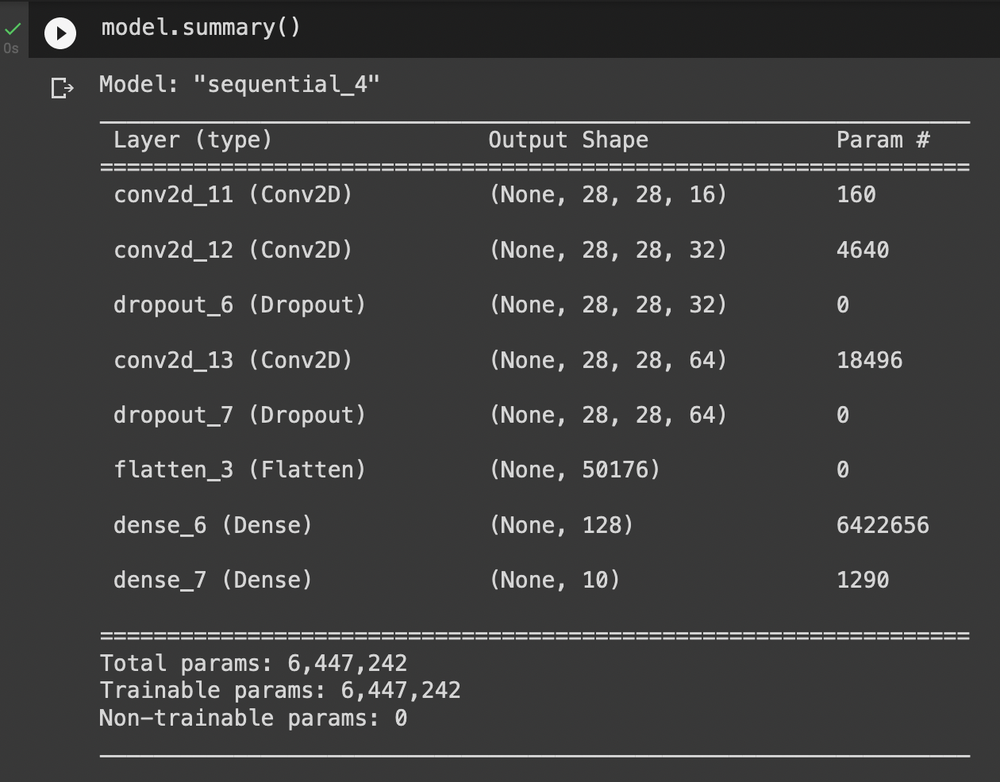 model.summary()
0s
Model: "sequential_4"
Layer (type) Output Shape Param #
=================================================================
conv2d_11 (Conv2D) (None, 28, 28, 16) 160
conv2d_12 (Conv2D) (None, 28, 28, 32) 4640
dropout_6 (Dropout) (None, 28, 28, 32) 0
conv2d_13 (Conv2D) (None, 28, 28, 64) 18496
dropout_7 (Dropout) (None, 28, 28, 64) 0
flatten_3 (Flatten) (None, 50176) 0
dense_6 (Dense) (None, 128) 6422656
dense_7 (Dense) (None, 10) 1290
=================================================================
Total params: 6,447,242
Trainable params: 6,447,242
Non-trainable params: 0